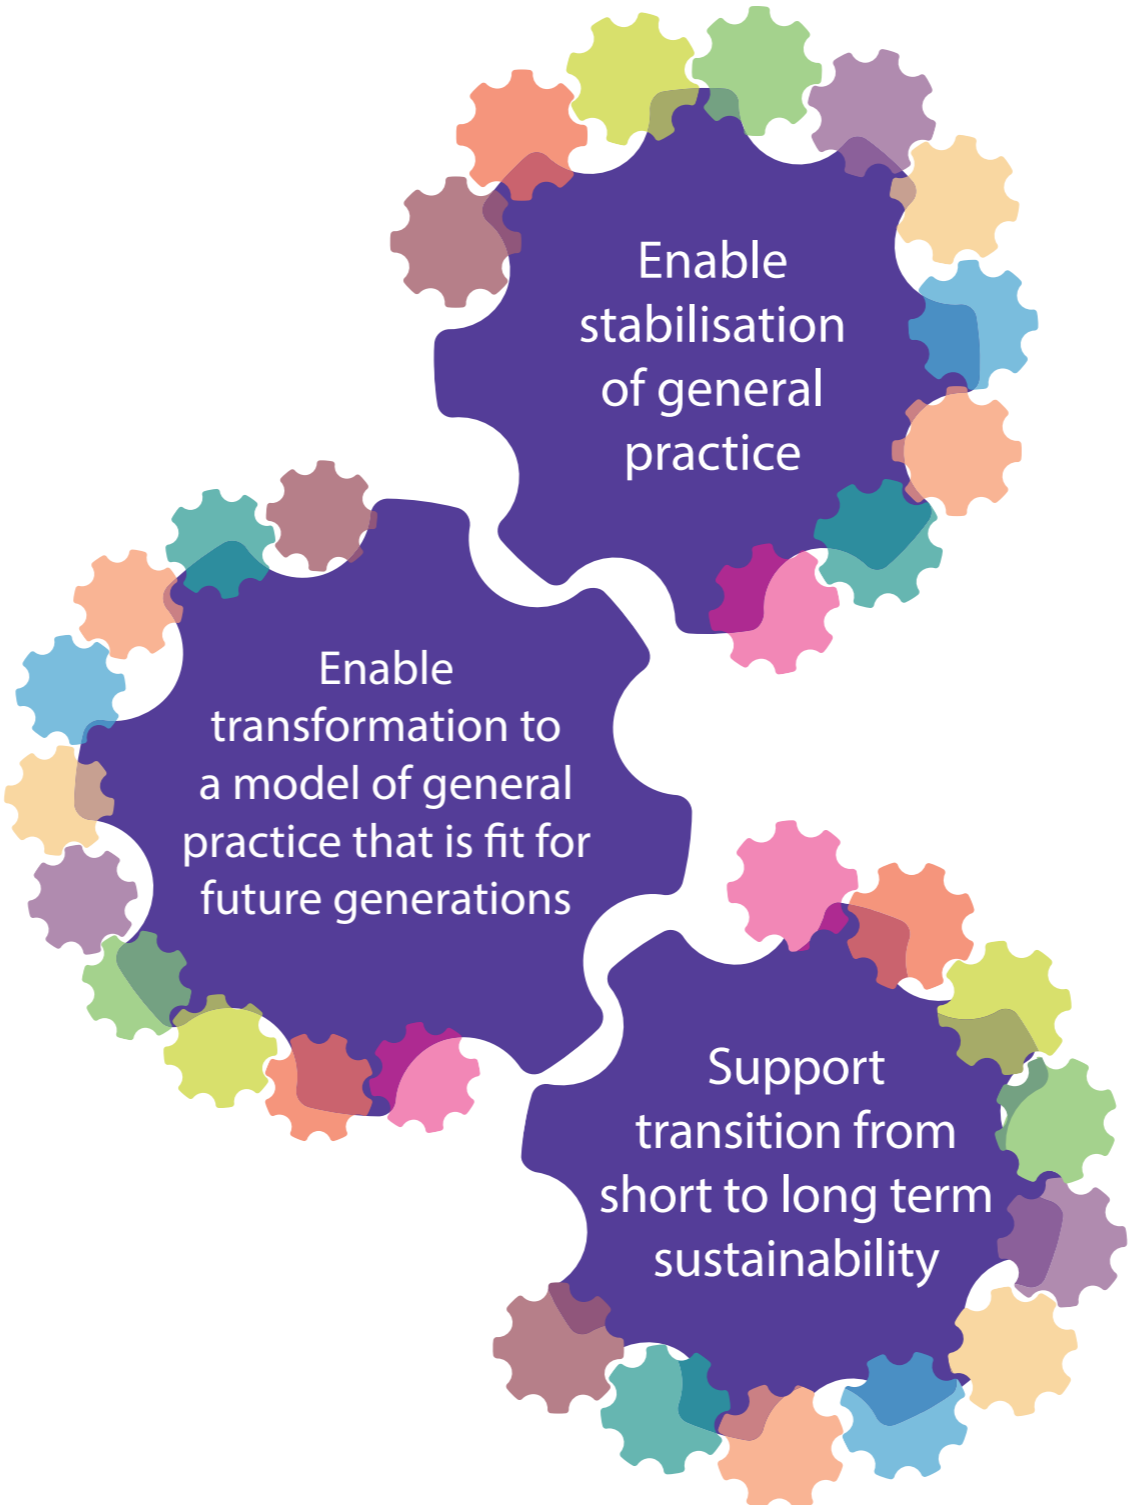 Enable
stabilisation
of general
practice
Enable
transformation to
a model of general
practice that is fit for
future generations
Support
transition from
short to long term
sustainability